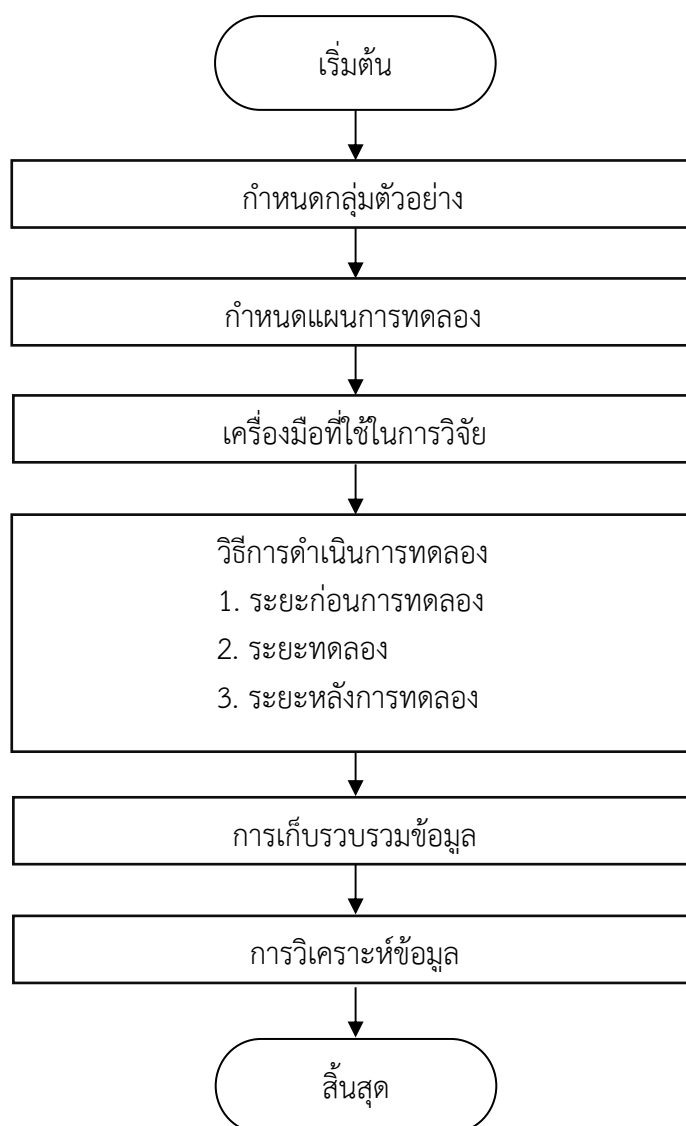 เริ่มต้น
กำหนดกลุ่มตัวอย่าง
กำหนดแผนการทดลอง
เครื่องมือที่ใช้ในการวิจัย
วิธีการดำเนินการทดลอง
1. ระยะก่อนการทดลอง
2. ระยะทดลอง
3. ระยะหลังการทดลอง
การเก็บรวบรวมข้อมูล
การวิเคราะห์ข้อมูล
สิ้นสุด